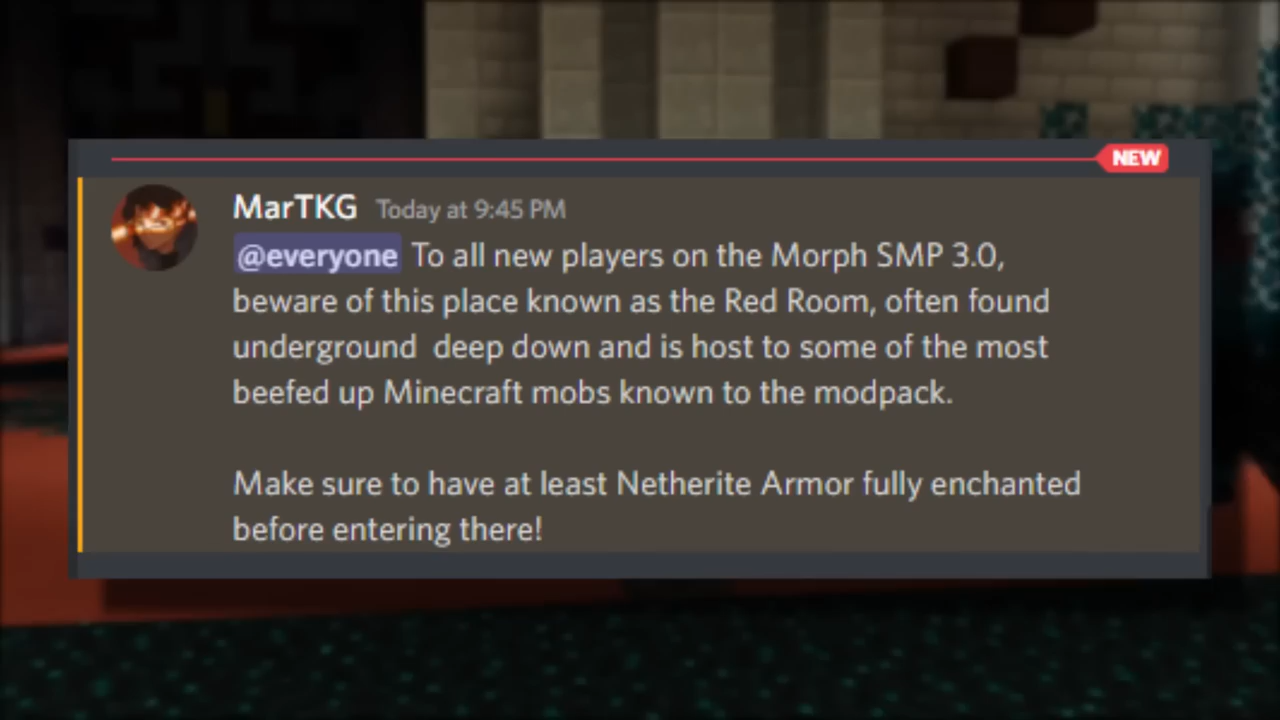 NEW
MarTKG Today at 9:45 PM
@everyone To all new players on the Morph SMP 3.0,
beware of this place known as the Red Room, often found
underground  deep down and is host to some of the most
beefed up Minecraft mobs known to the modpack.
Make sure to have at least Netherite Armor fully enchanted
before entering there!